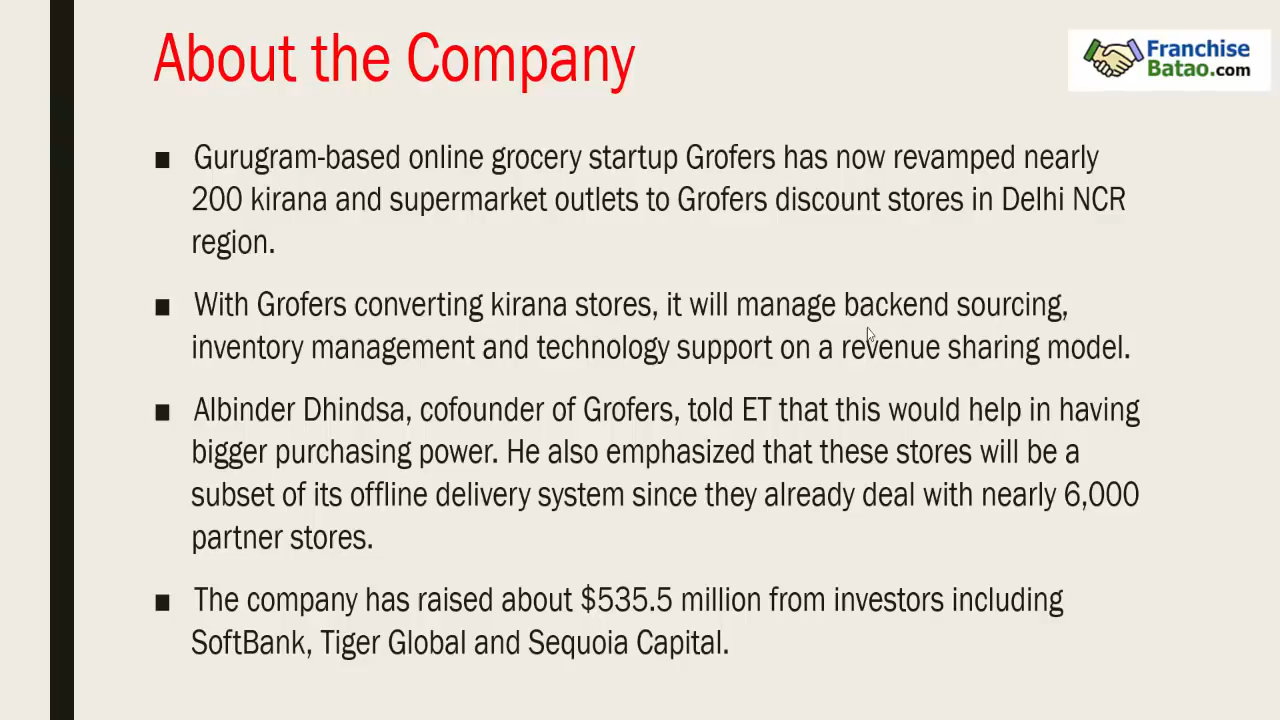 About the Company
Franchise
Batao.com
■ Gurugram-based online grocery startup Grofers has now revamped nearly
200 kirana and supermarket outlets to Grofers discount stores in Delhi NCR
region.
■ With Grofers converting kirana stores, it will manage backend sourcing,
inventory management and technology support on a revenue sharing model.
■ Albinder Dhindsa, cofounder of Grofers, told ET that this would help in having
bigger purchasing power. He also emphasized that these stores will be a
subset of its offline delivery system since they already deal with nearly 6,000
partner stores.
■ The company has raised about $535.5 million from investors including
SoftBank, Tiger Global and Sequoia Capital.